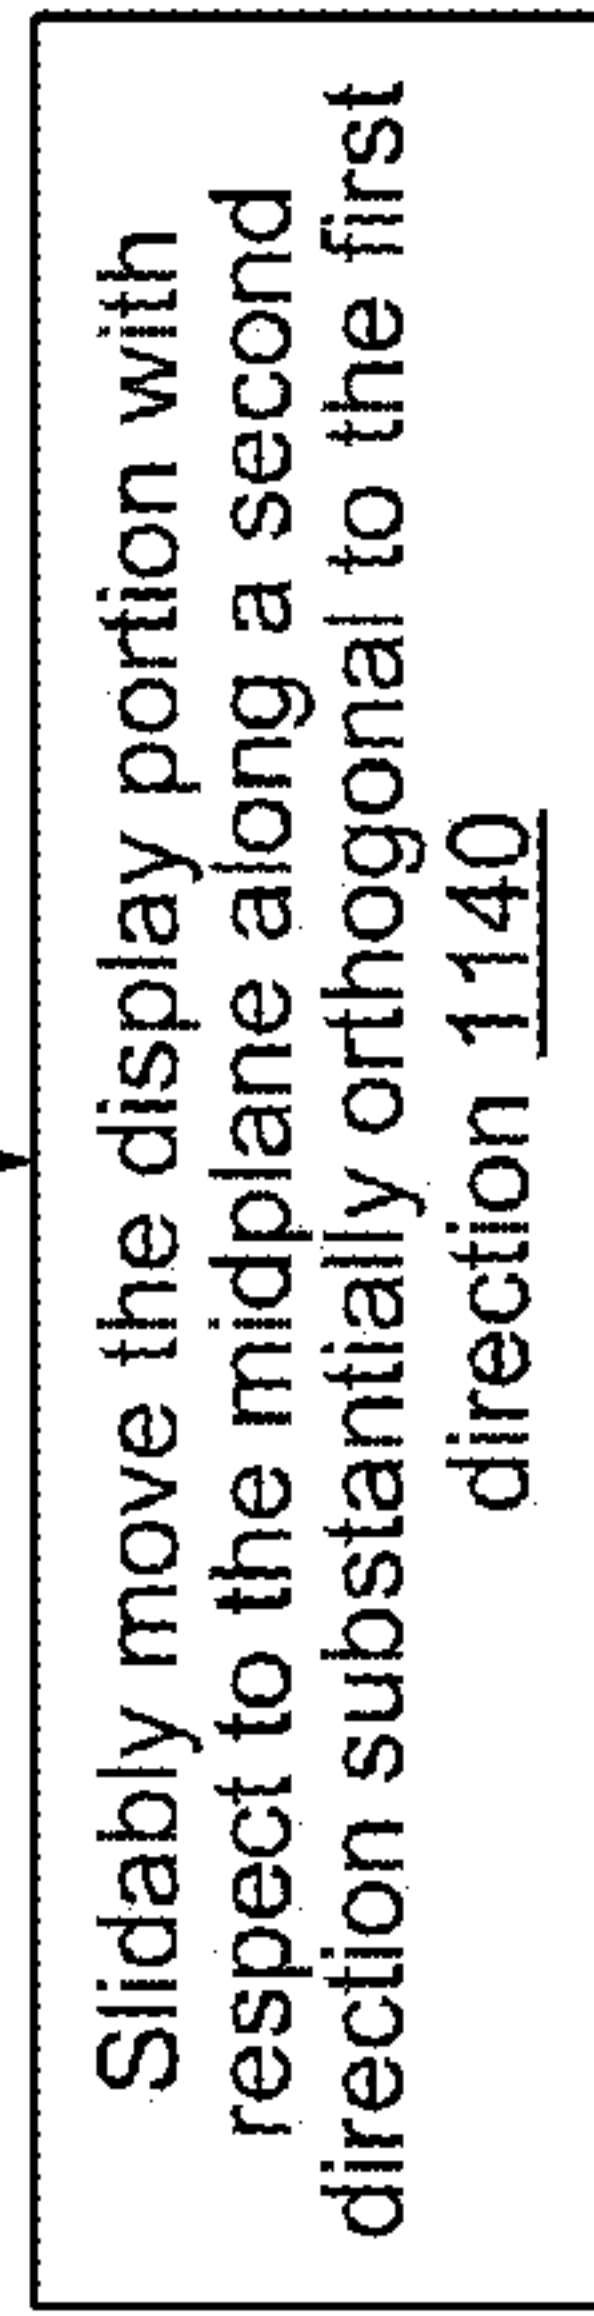 Slidably move the display portion with
respect to the midplane along a second
direction substantially orthogonal to the first
direction 1140